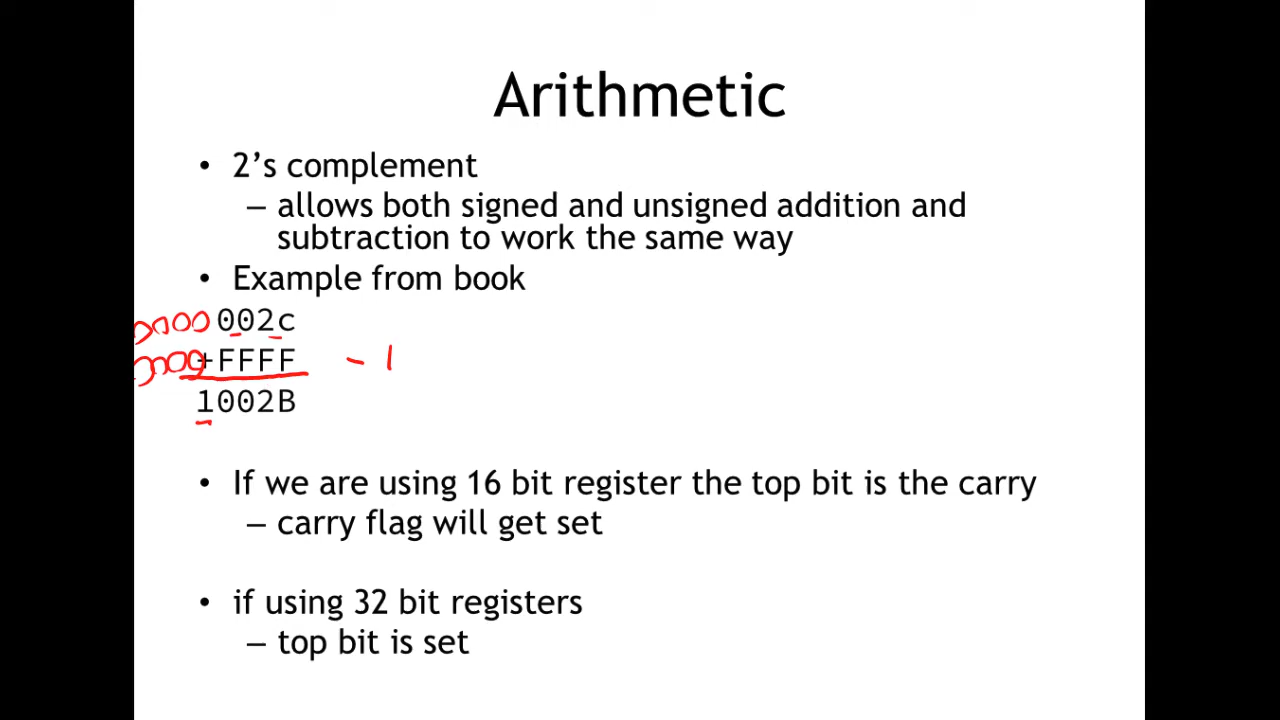 Arithmetic
• 2’s complement
– allows both signed and unsigned addition and
subtraction to work the same way
• Example from book
0000 002c
0000 +FFFF - 1
1002B
• If we are using 16 bit register the top bit is the carry
– carry flag will get set
• if using 32 bit registers
– top bit is set